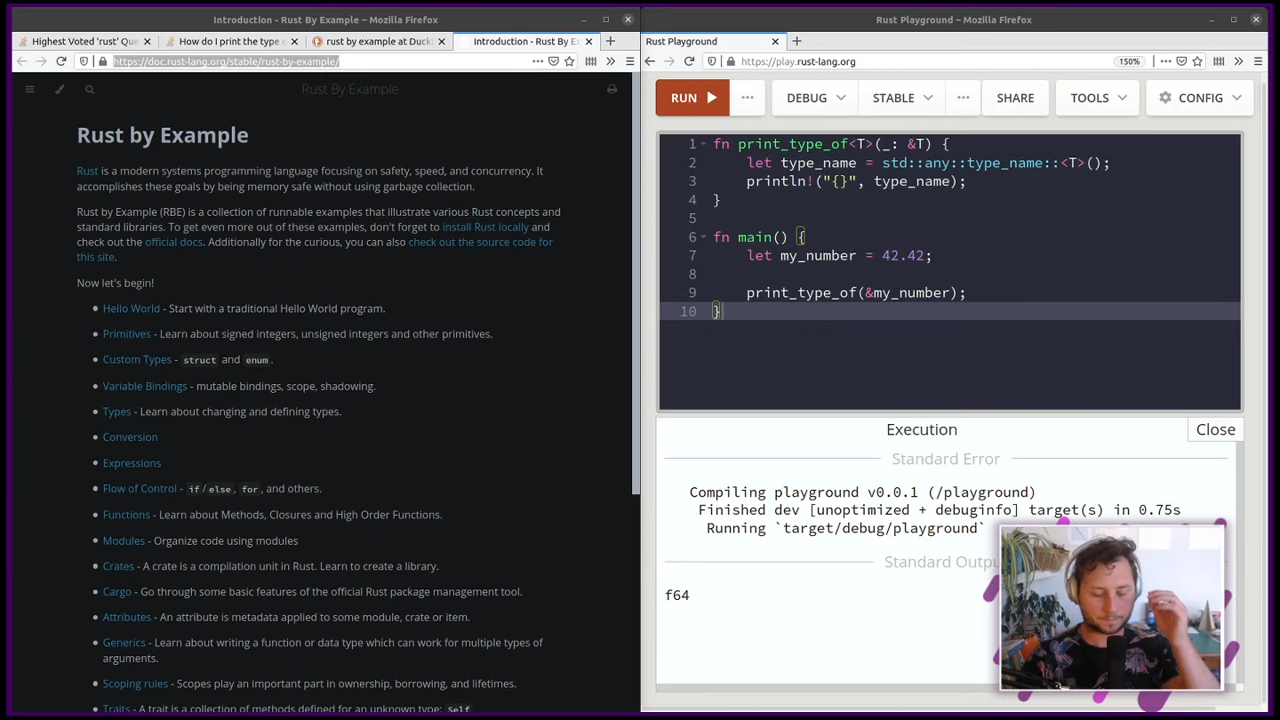 Introduction - Rust By Example – Mozilla Firefox
Highest Voted 'rust' Que
How do I print the type o
rust by example at Duckl
Introduction - Rust By Ex
https://doc.rust-lang.org/stable/rust-by-example/
Rust By Example
Rust by Example
Rust is a modern systems programming language focusing on safety, speed, and concurrency. It
accomplishes these goals by being memory safe without using garbage collection.
Rust by Example (RBE) is a collection of runnable examples that illustrate various Rust concepts and
standard libraries. To get even more out of these examples, don't forget to install Rust locally and
check out the official docs. Additionally for the curious, you can also check out the source code for
this site.
Now let's begin!
• Hello World - Start with a traditional Hello World program.
• Primitives - Learn about signed integers, unsigned integers and other primitives.
• Custom Types - struct and enum.
• Variable Bindings - mutable bindings, scope, shadowing.
• Types - Learn about changing and defining types.
• Conversion
• Expressions
• Flow of Control - if / else, for, and others.
• Functions - Learn about Methods, Closures and High Order Functions.
• Modules - Organize code using modules
• Crates - A crate is a compilation unit in Rust. Learn to create a library.
• Cargo - Go through some basic features of the official Rust package management tool.
• Attributes - An attribute is metadata applied to some module, crate or item.
• Generics - Learn about writing a function or data type which can work for multiple types of
arguments.
• Scoping rules - Scopes play an important part in ownership, borrowing, and lifetimes.
• Traits - A trait is a collection of methods defined for an unknown type: Self
Rust Playground – Mozilla Firefox
Rust Playground
https://play.rust-lang.org
150%
RUN
DEBUG
STABLE
SHARE
TOOLS
CONFIG
1 fn print_type_of<T>(_: &T) {
2 let type_name = std::any::type_name::<T>();
3 println!("{}", type_name);
4 }
5
6 fn main() {
7 let my_number = 42.42;
8
9 print_type_of(&my_number);
10 }
Execution
Close
Standard Error
Compiling playground v0.0.1 (/playground)
Finished dev [unoptimized + debuginfo] target(s) in 0.75s
Running `target/debug/playground`
Standard Outp
f64